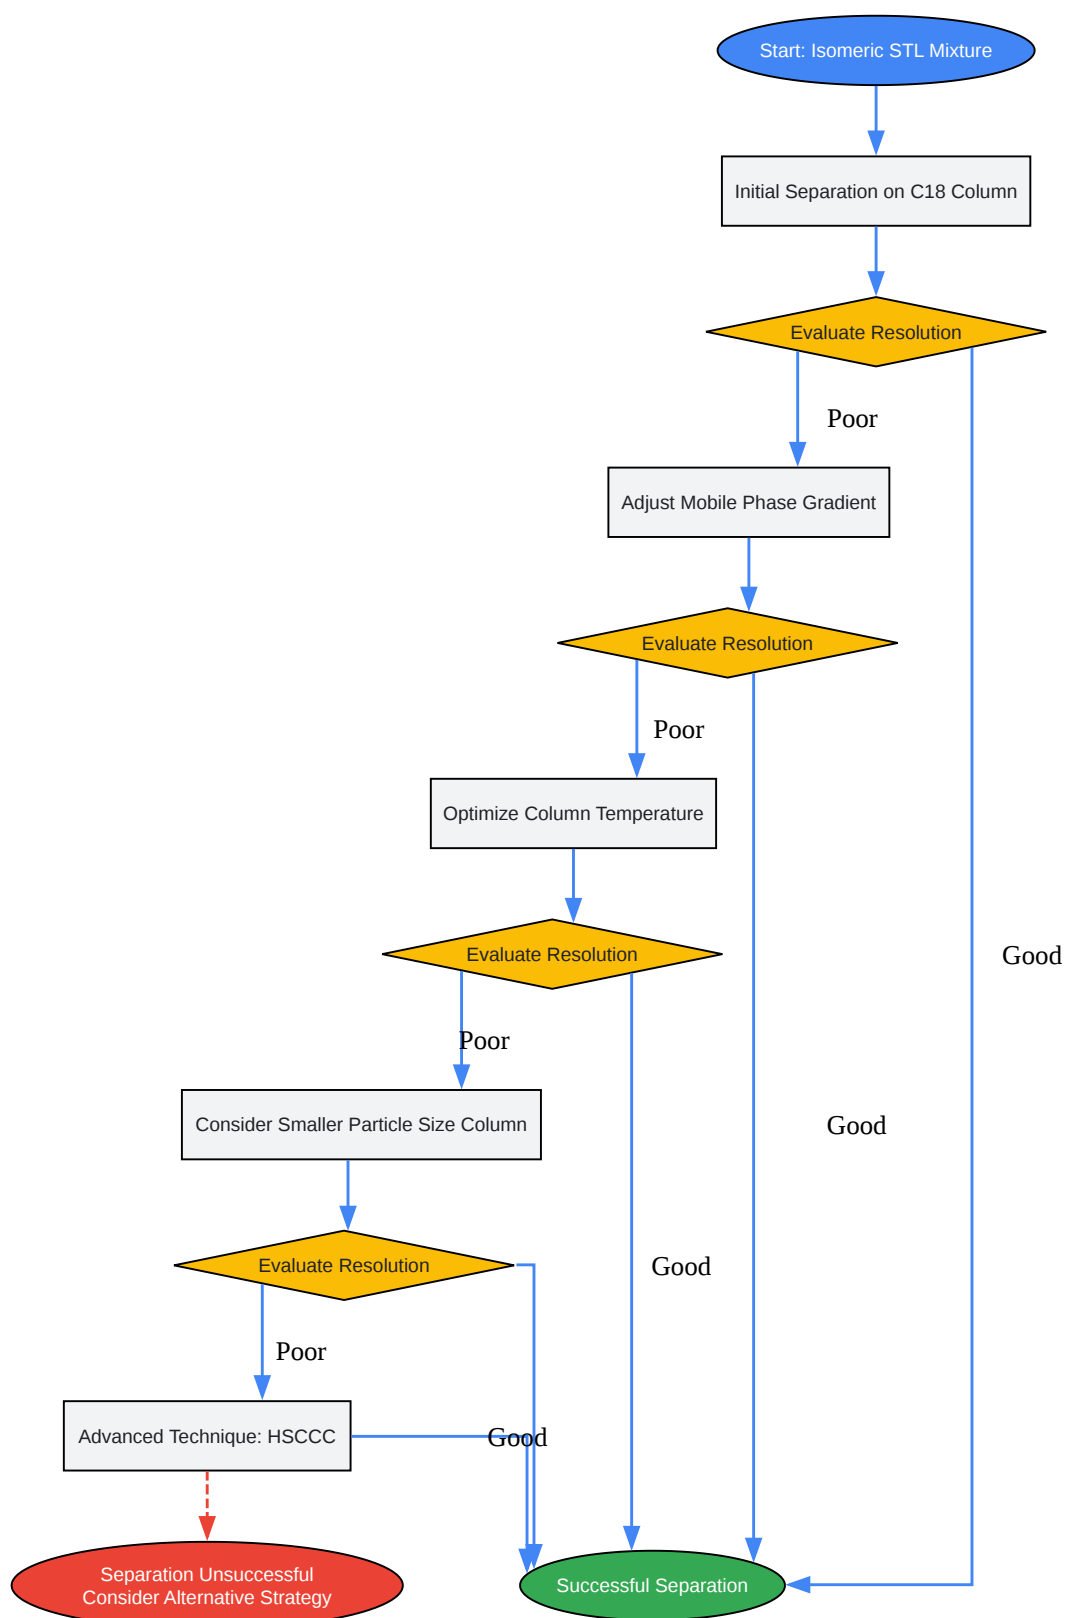 Start: Isomeric STL Mixture
Initial Separation on C18 Column
Evaluate Resolution
Poor
Adjust Mobile Phase Gradient
Evaluate Resolution
Poor
Optimize Column Temperature
Evaluate Resolution
Good
Poor
Consider Smaller Particle Size Column
Good
Evaluate Resolution
Good
Poor
Advanced Technique: HSCCC
Good
Separation Unsuccessful
Consider Alternative Strategy
Successful Separation